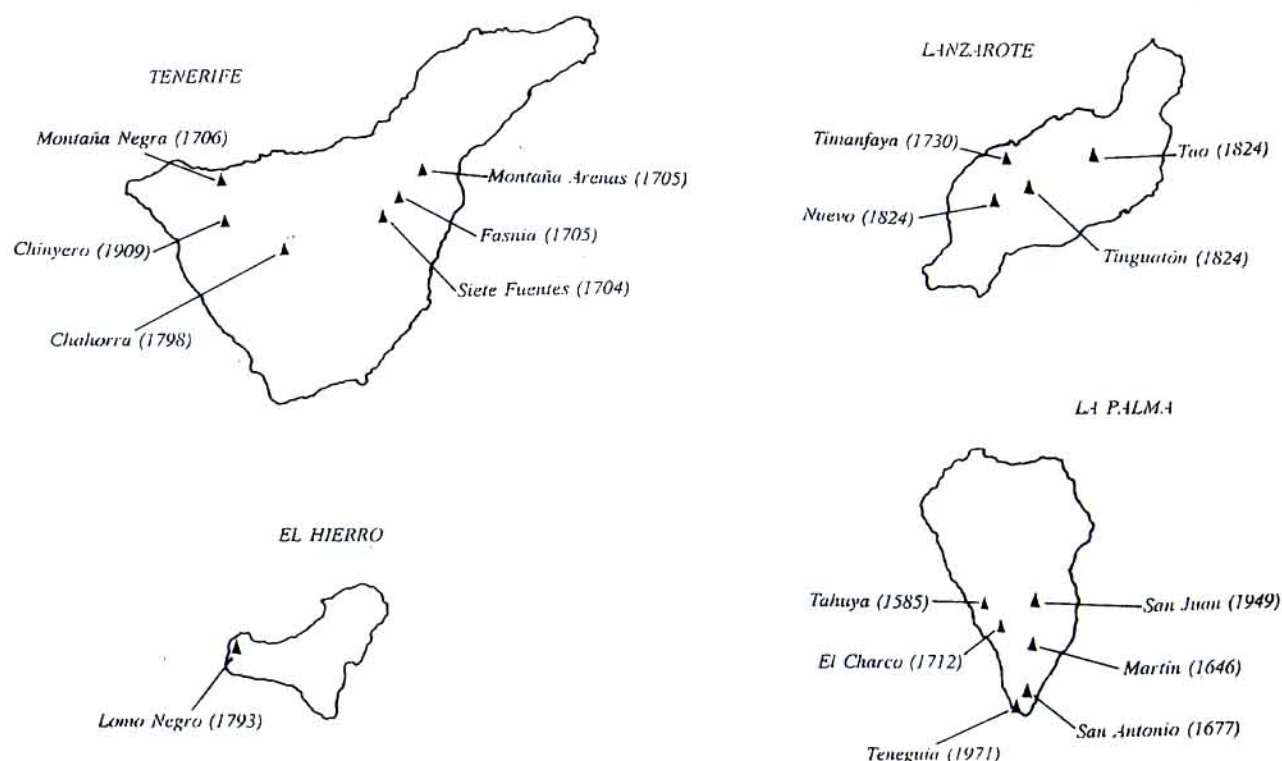 TENERIFE
Montaña Negra (1706)
Chinyero (1909)
Chahorra (1798)
Montaña Arenas (1705)
Fasnia (1705)
Siete Fuentes (1704)
LANZAROTE
Timanfaya (1730)
Nuevo (1824)
Tao (1824)
Tinguatón (1824)
EL HIERRO
Lomo Negro (1793)
LA PALMA
Tahuya (1585)
El Charco (1712)
Teneguía (1971)
San Juan (1949)
Martín (1646)
San Antonio (1677)